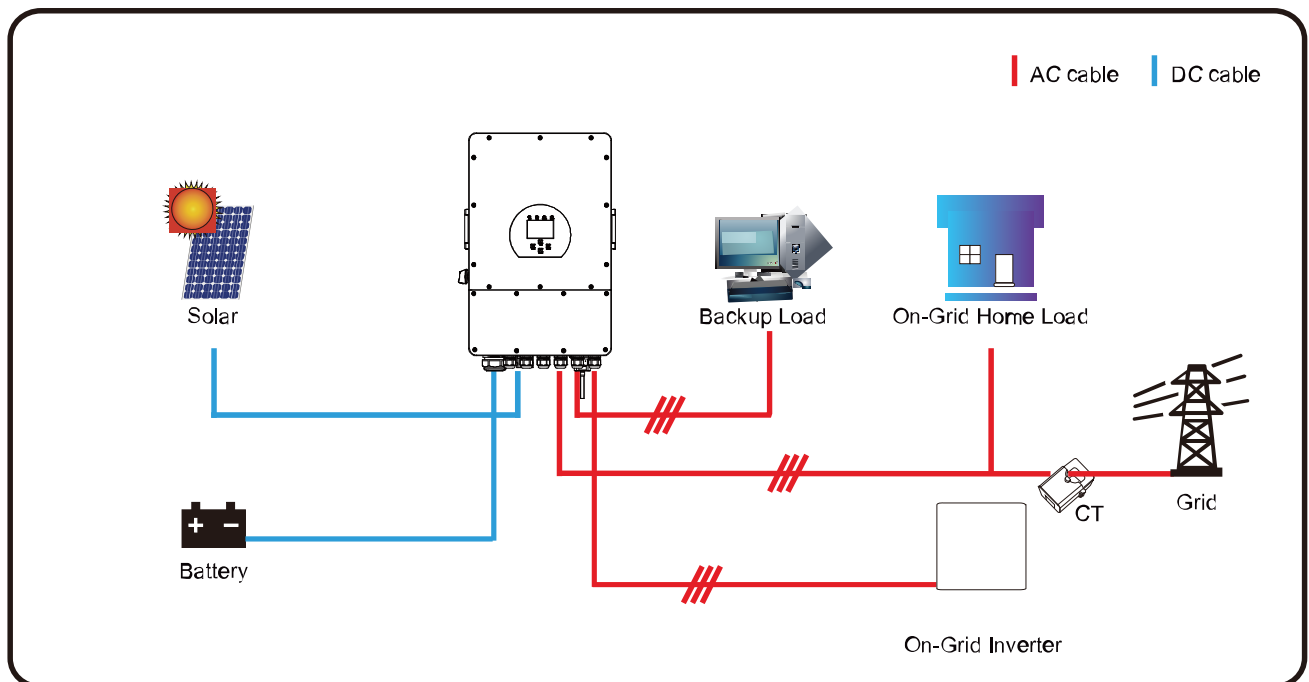 AC cable
DC cable
Solar
Backup Load
On-Grid Home Load
Battery
CT
Grid
On-Grid Inverter